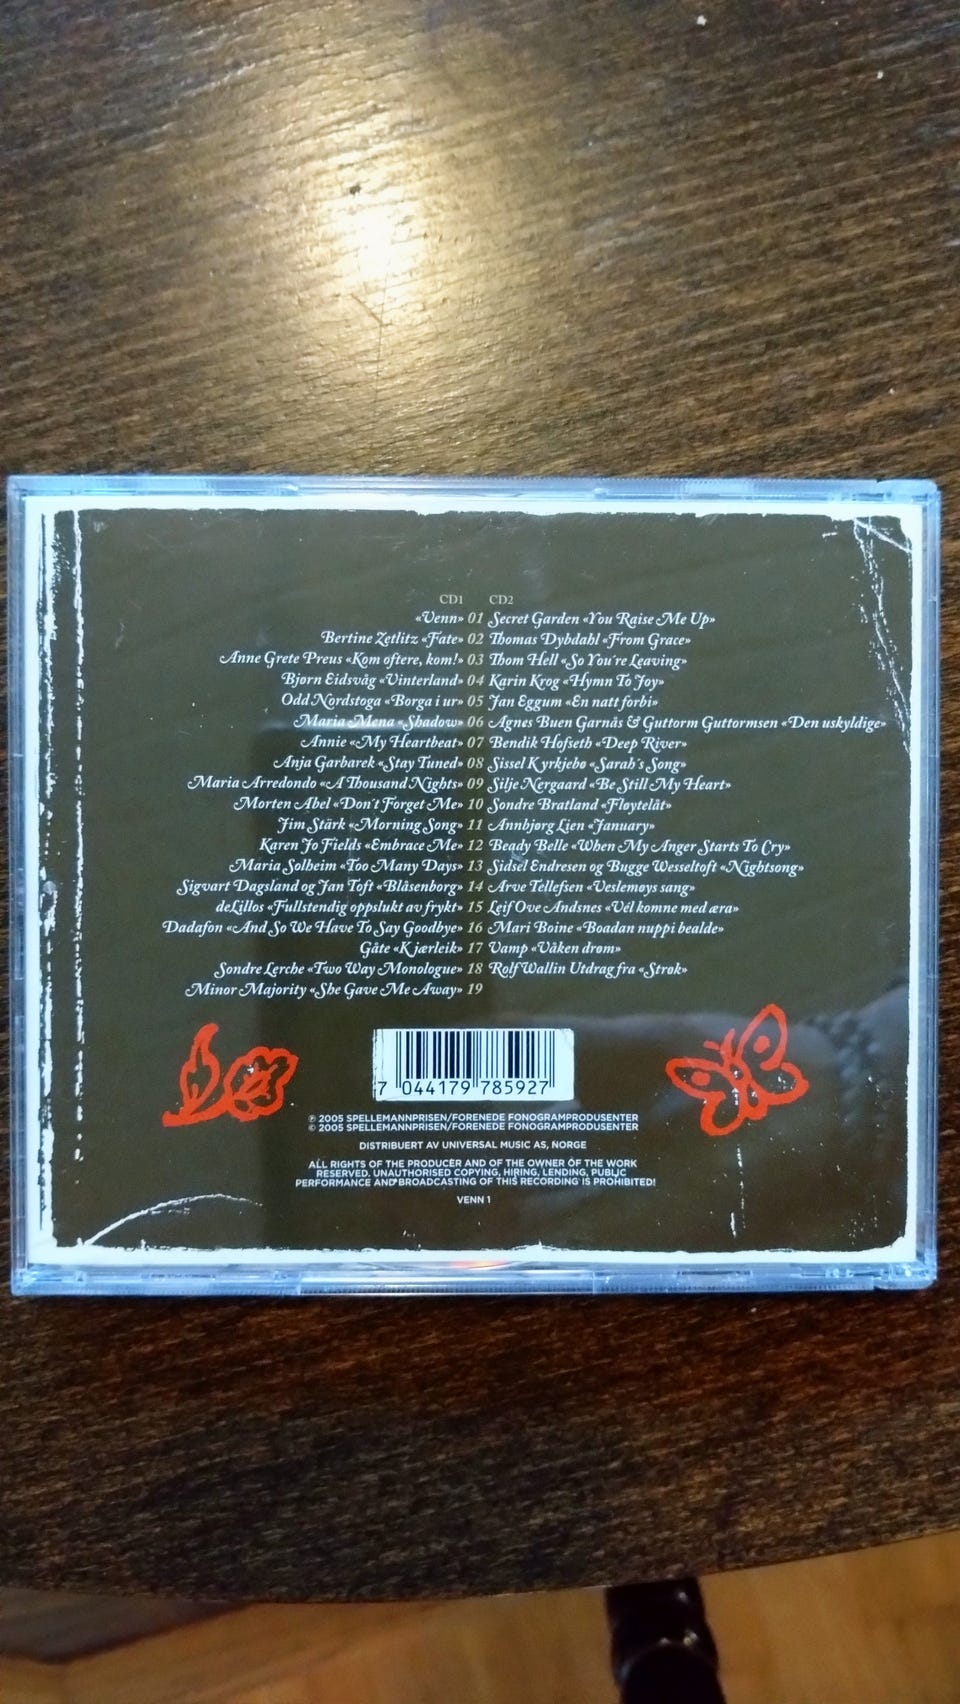 CD1 CD2
«Venn» 01 Secret Garden «You Raise Me Up»
Bertine Zetlitz «Fate» 02 Thomas Dybdahl «From Grace»
Anne Grete Preus «Kom oftere, kom!» 03 Thom Hell «So You're Leaving»
Bjørn Eidsvåg «Vinterland» 04 Karin Krog «Hymn To Joy»
Odd Nordstoga «Borga i ur» 05 Jan Eggum «En natt forbi»
Maria Mena «Shadow» 06 Agnes Buen Garnås & Guttorm Guttormsen «Den uskyldige»
Annie «My Heartbeat» 07 Bendik Hofseth «Deep River»
Anja Garbarek «Stay Tuned» 08 Sissel Kyrkjebø «Sarah's Song»
Maria Arredondo «A Thousand Nights» 09 Silje Nergaard «Be Still My Heart»
Morten Abel «Don't Forget Me» 10 Sondre Bratland «Fløytelåt»
Jim Stärk «Morning Song» 11 Annbjørg Lien «January»
Karen Jo Fields «Embrace Me» 12 Beady Belle «When My Anger Starts To Cry»
Maria Solheim «Too Many Days» 13 Sidsel Endresen og Bugge Wesseltoft «Nightsong»
Sigvart Dagsland og Jan Toft «Blåsenborg» 14 Arve Tellefsen «Veslemøys sang»
deLillos «Fullstendig oppslukt av frykt» 15 Leif Ove Andsnes «Vél komne med æra»
Dadafon «And So We Have To Say Goodbye» 16 Mari Boine «Boadan nuppi bealde»
Gåte «Kjærleik» 17 Vamp «Våken drøm»
Sondre Lerche «Two Way Monologue» 18 Rolf Wallin Utdrag fra «Strøk»
Minor Majority «She Gave Me Away» 19
7 044179 785927
℗ 2005 SPELLEMANNPRISEN/FORENEDE FONOGRAMPRODUSENTER
© 2005 SPELLEMANNPRISEN/FORENEDE FONOGRAMPRODUSENTER
DISTRIBUERT AV UNIVERSAL MUSIC AS, NORGE
ALL RIGHTS OF THE PRODUCER AND OF THE OWNER OF THE WORK
RESERVED. UNAUTHORISED COPYING, HIRING, LENDING, PUBLIC
PERFORMANCE AND BROADCASTING OF THIS RECORDING IS PROHIBITED!
VENN 1